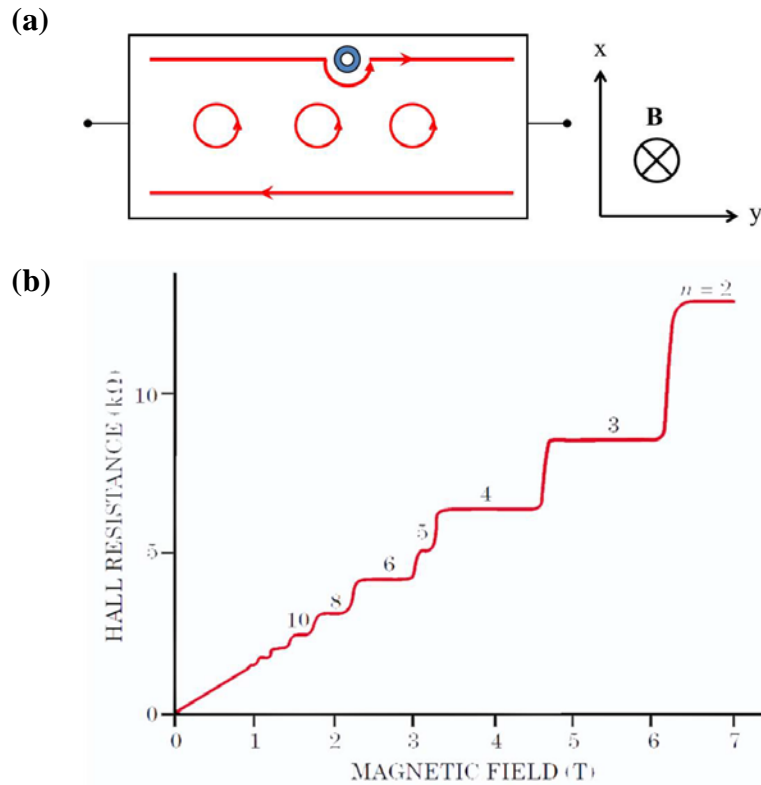 (a)
x
B
y
(b)
HALL RESISTANCE (kΩ)
10
5
0
n = 2
3
4
5
6
8
10
0 1 2 3 4 5 6 7
MAGNETIC FIELD (T)